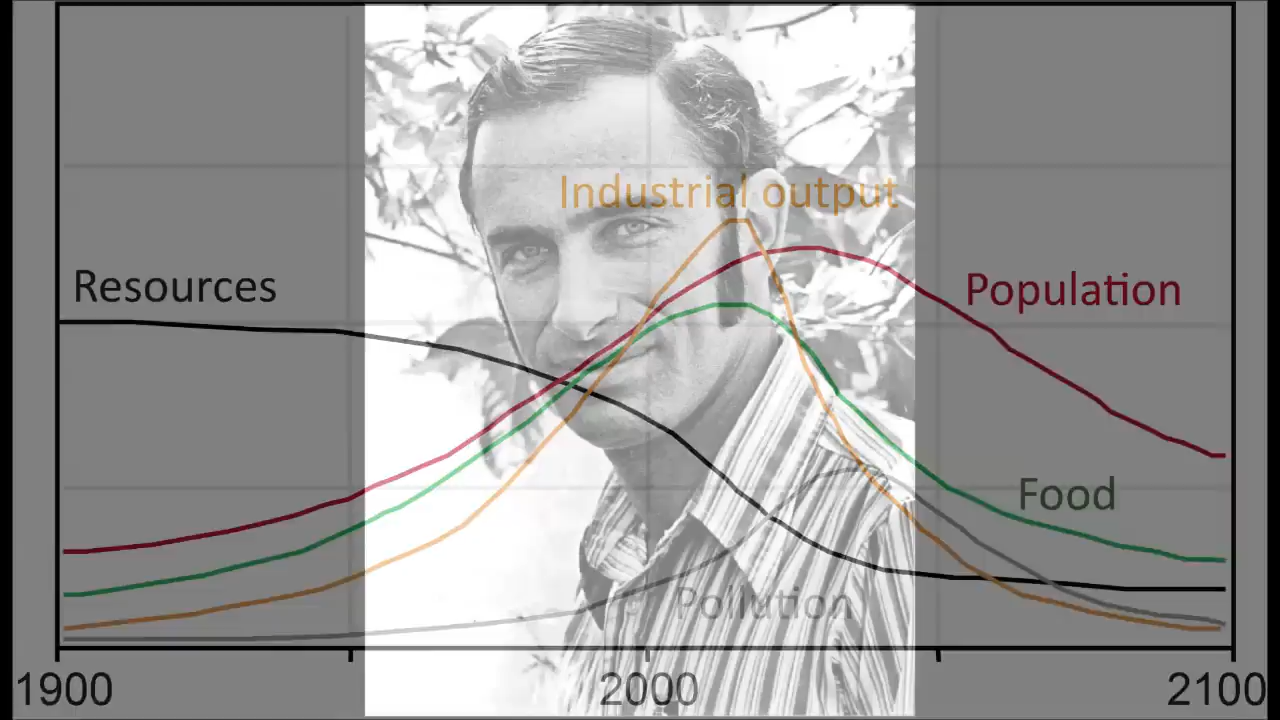 Industrial output
Resources
Population
Food
Pollution
1900
2000
2100